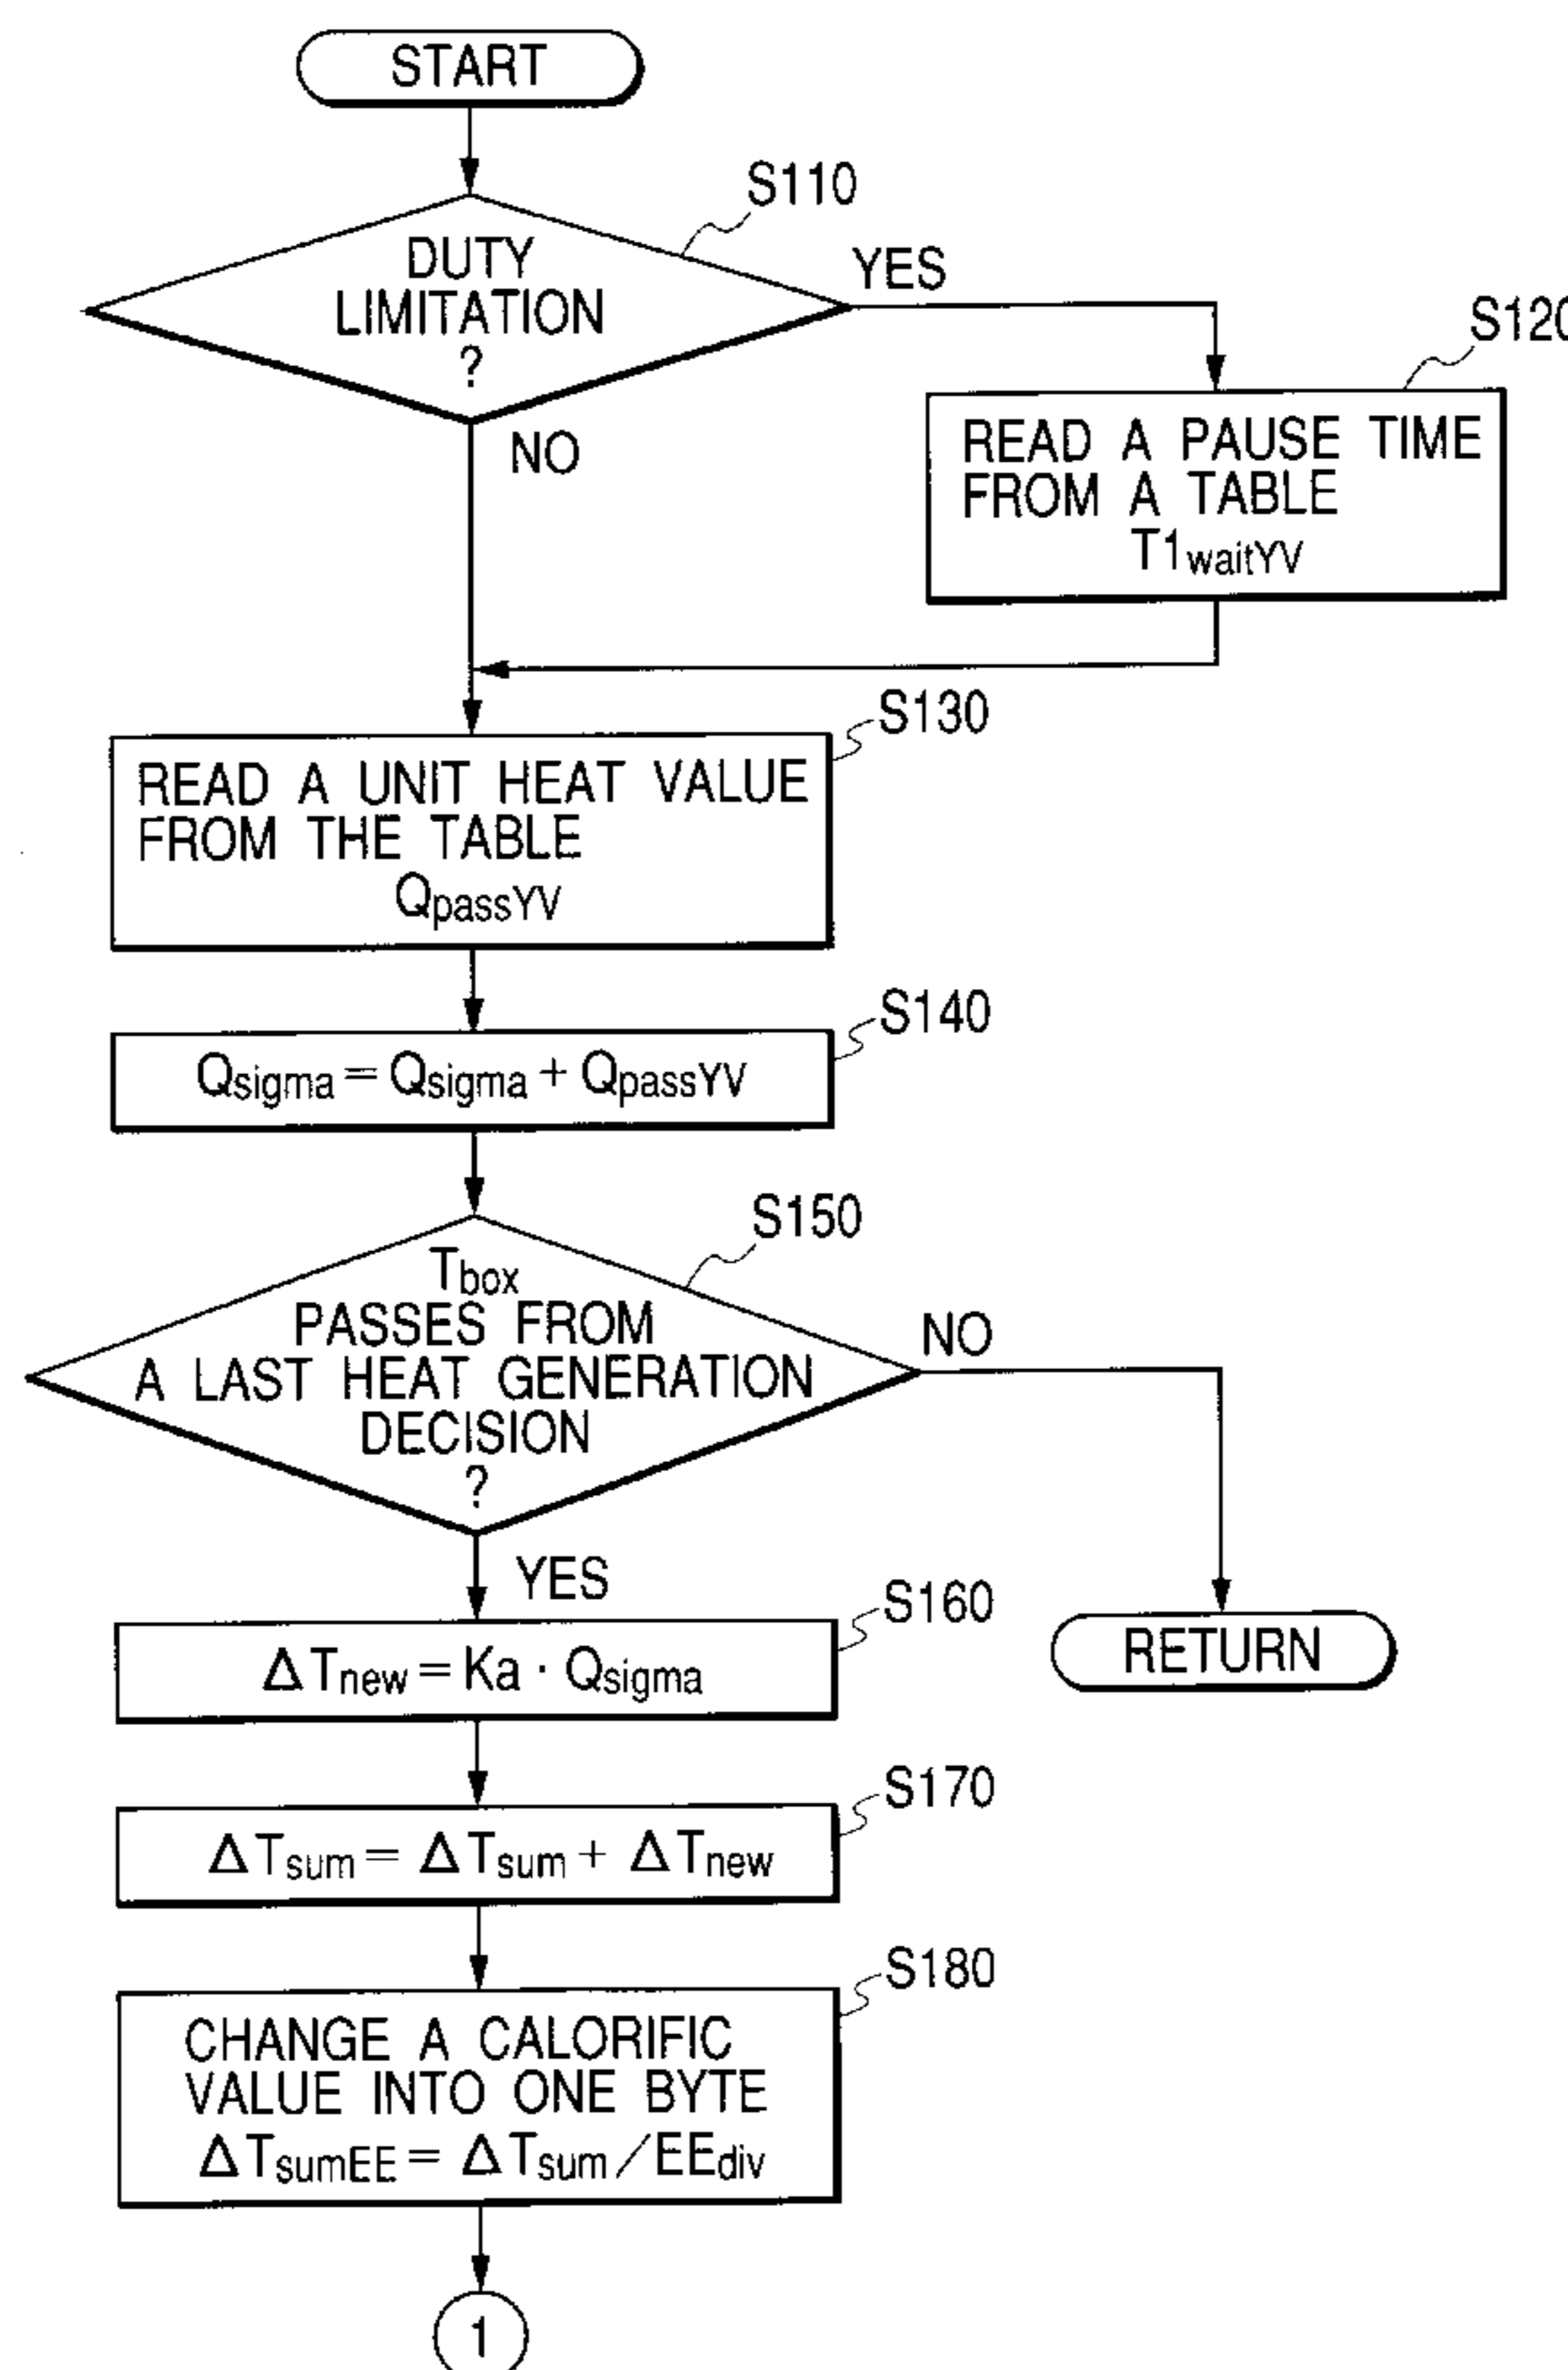 START
S110
DUTY
LIMITATION
?
YES
NO
S120
READ A PAUSE TIME
FROM A TABLE
T1waitYV
S130
READ A UNIT HEAT VALUE
FROM THE TABLE
QpassYV
S140
Qsigma = Qsigma + QpassYV
S150
Tbox
PASSES FROM
A LAST HEAT GENERATION
DECISION
?
NO
YES
RETURN
S160
ΔTnew = Ka · Qsigma
S170
ΔTsum = ΔTsum + ΔTnew
S180
CHANGE A CALORIFIC
VALUE INTO ONE BYTE
ΔTsumEE = ΔTsum / EEdiv
1